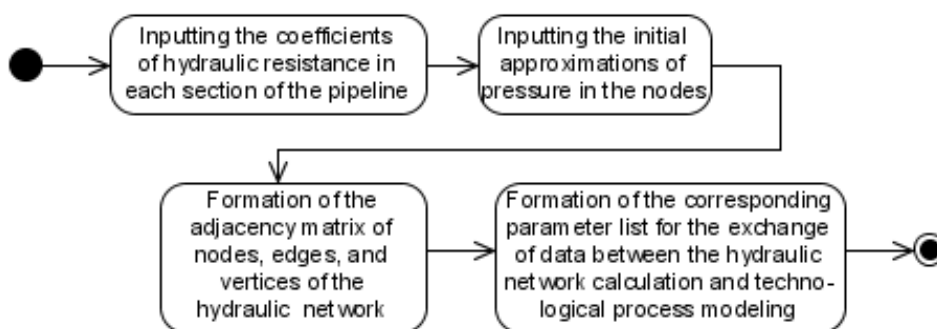 Inputting the coefficients
of hydraulic resistance in
each section of the pipeline
Inputting the initial
approximations of
pressure in the nodes
Formation of the
adjacency matrix of
nodes, edges, and
vertices of the
hydraulic network
Formation of the corresponding
parameter list for the exchange
of data between the hydraulic
network calculation and techno-
logical process modeling